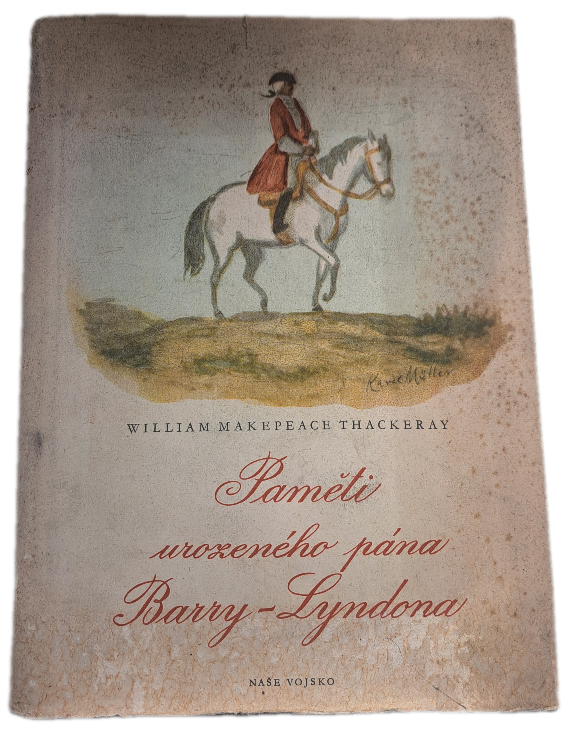 Karel Müller
WILLIAM MAKEPEACE THACKERAY
Paměti
urozeného pána
Barry-Lyndona
NAŠE VOJSKO